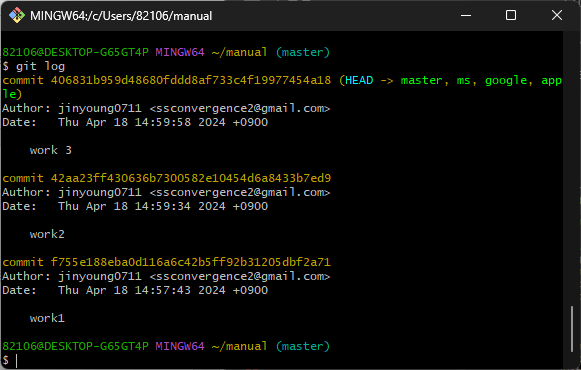 MINGW64:/c/Users/82106/manual
82106@DESKTOP-G65GT4P MINGW64 ~/manual (master)
$ git log
commit 406831b959d48680fddd8af733c4f19977454a18 (HEAD -> master, ms, google, app
le)
Author: jinyoung0711 <ssconvergence2@gmail.com>
Date:   Thu Apr 18 14:59:58 2024 +0900
    work 3
commit 42aa23ff430636b7300582e10454d6a8433b7ed9
Author: jinyoung0711 <ssconvergence2@gmail.com>
Date:   Thu Apr 18 14:59:34 2024 +0900
    work2
commit f755e188eba0d116a6c42b5ff92b31205dbf2a71
Author: jinyoung0711 <ssconvergence2@gmail.com>
Date:   Thu Apr 18 14:57:43 2024 +0900
    work1
82106@DESKTOP-G65GT4P MINGW64 ~/manual (master)
$